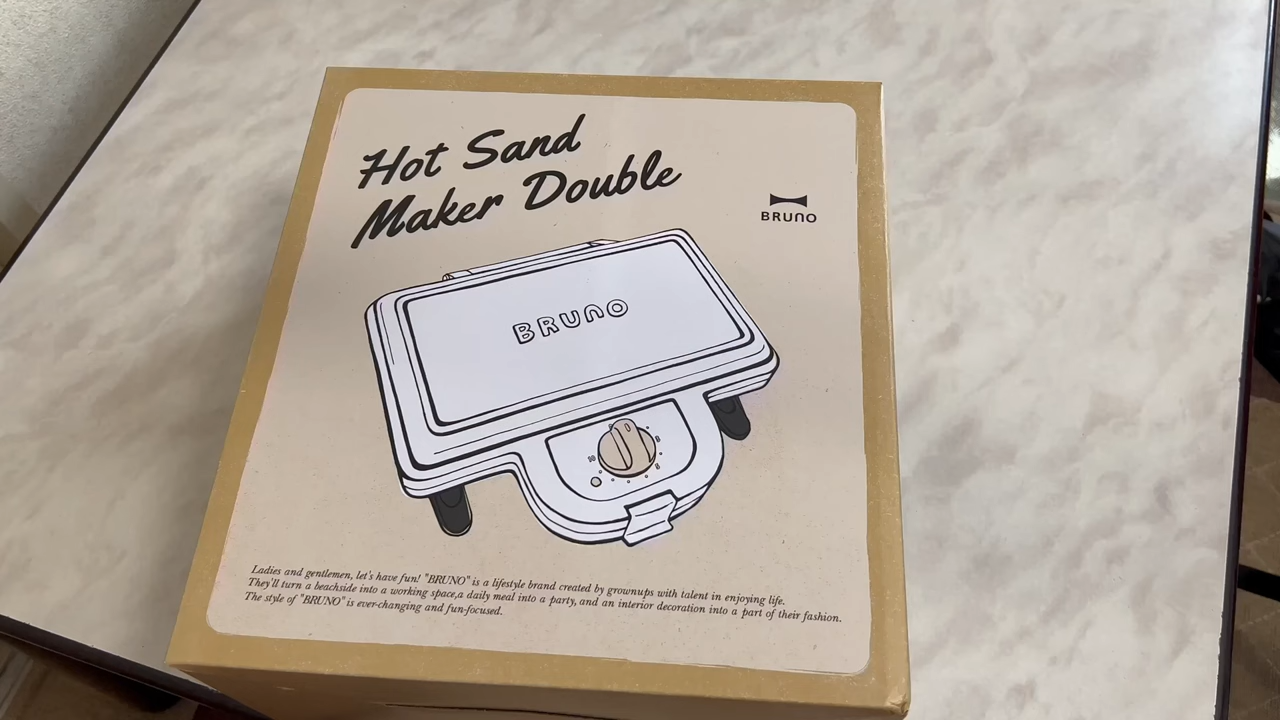 Hot Sand
Maker Double
BRUNO
BRUNO
Ladies and gentlemen, let's have fun! "BRUNO" is a lifestyle brand created by grownups with talent in enjoying life.
They'll turn a beachside into a working space,a daily meal into a party, and an interior decoration into a part of their fashion.
The style of "BRUNO" is ever-changing and fun-focused.